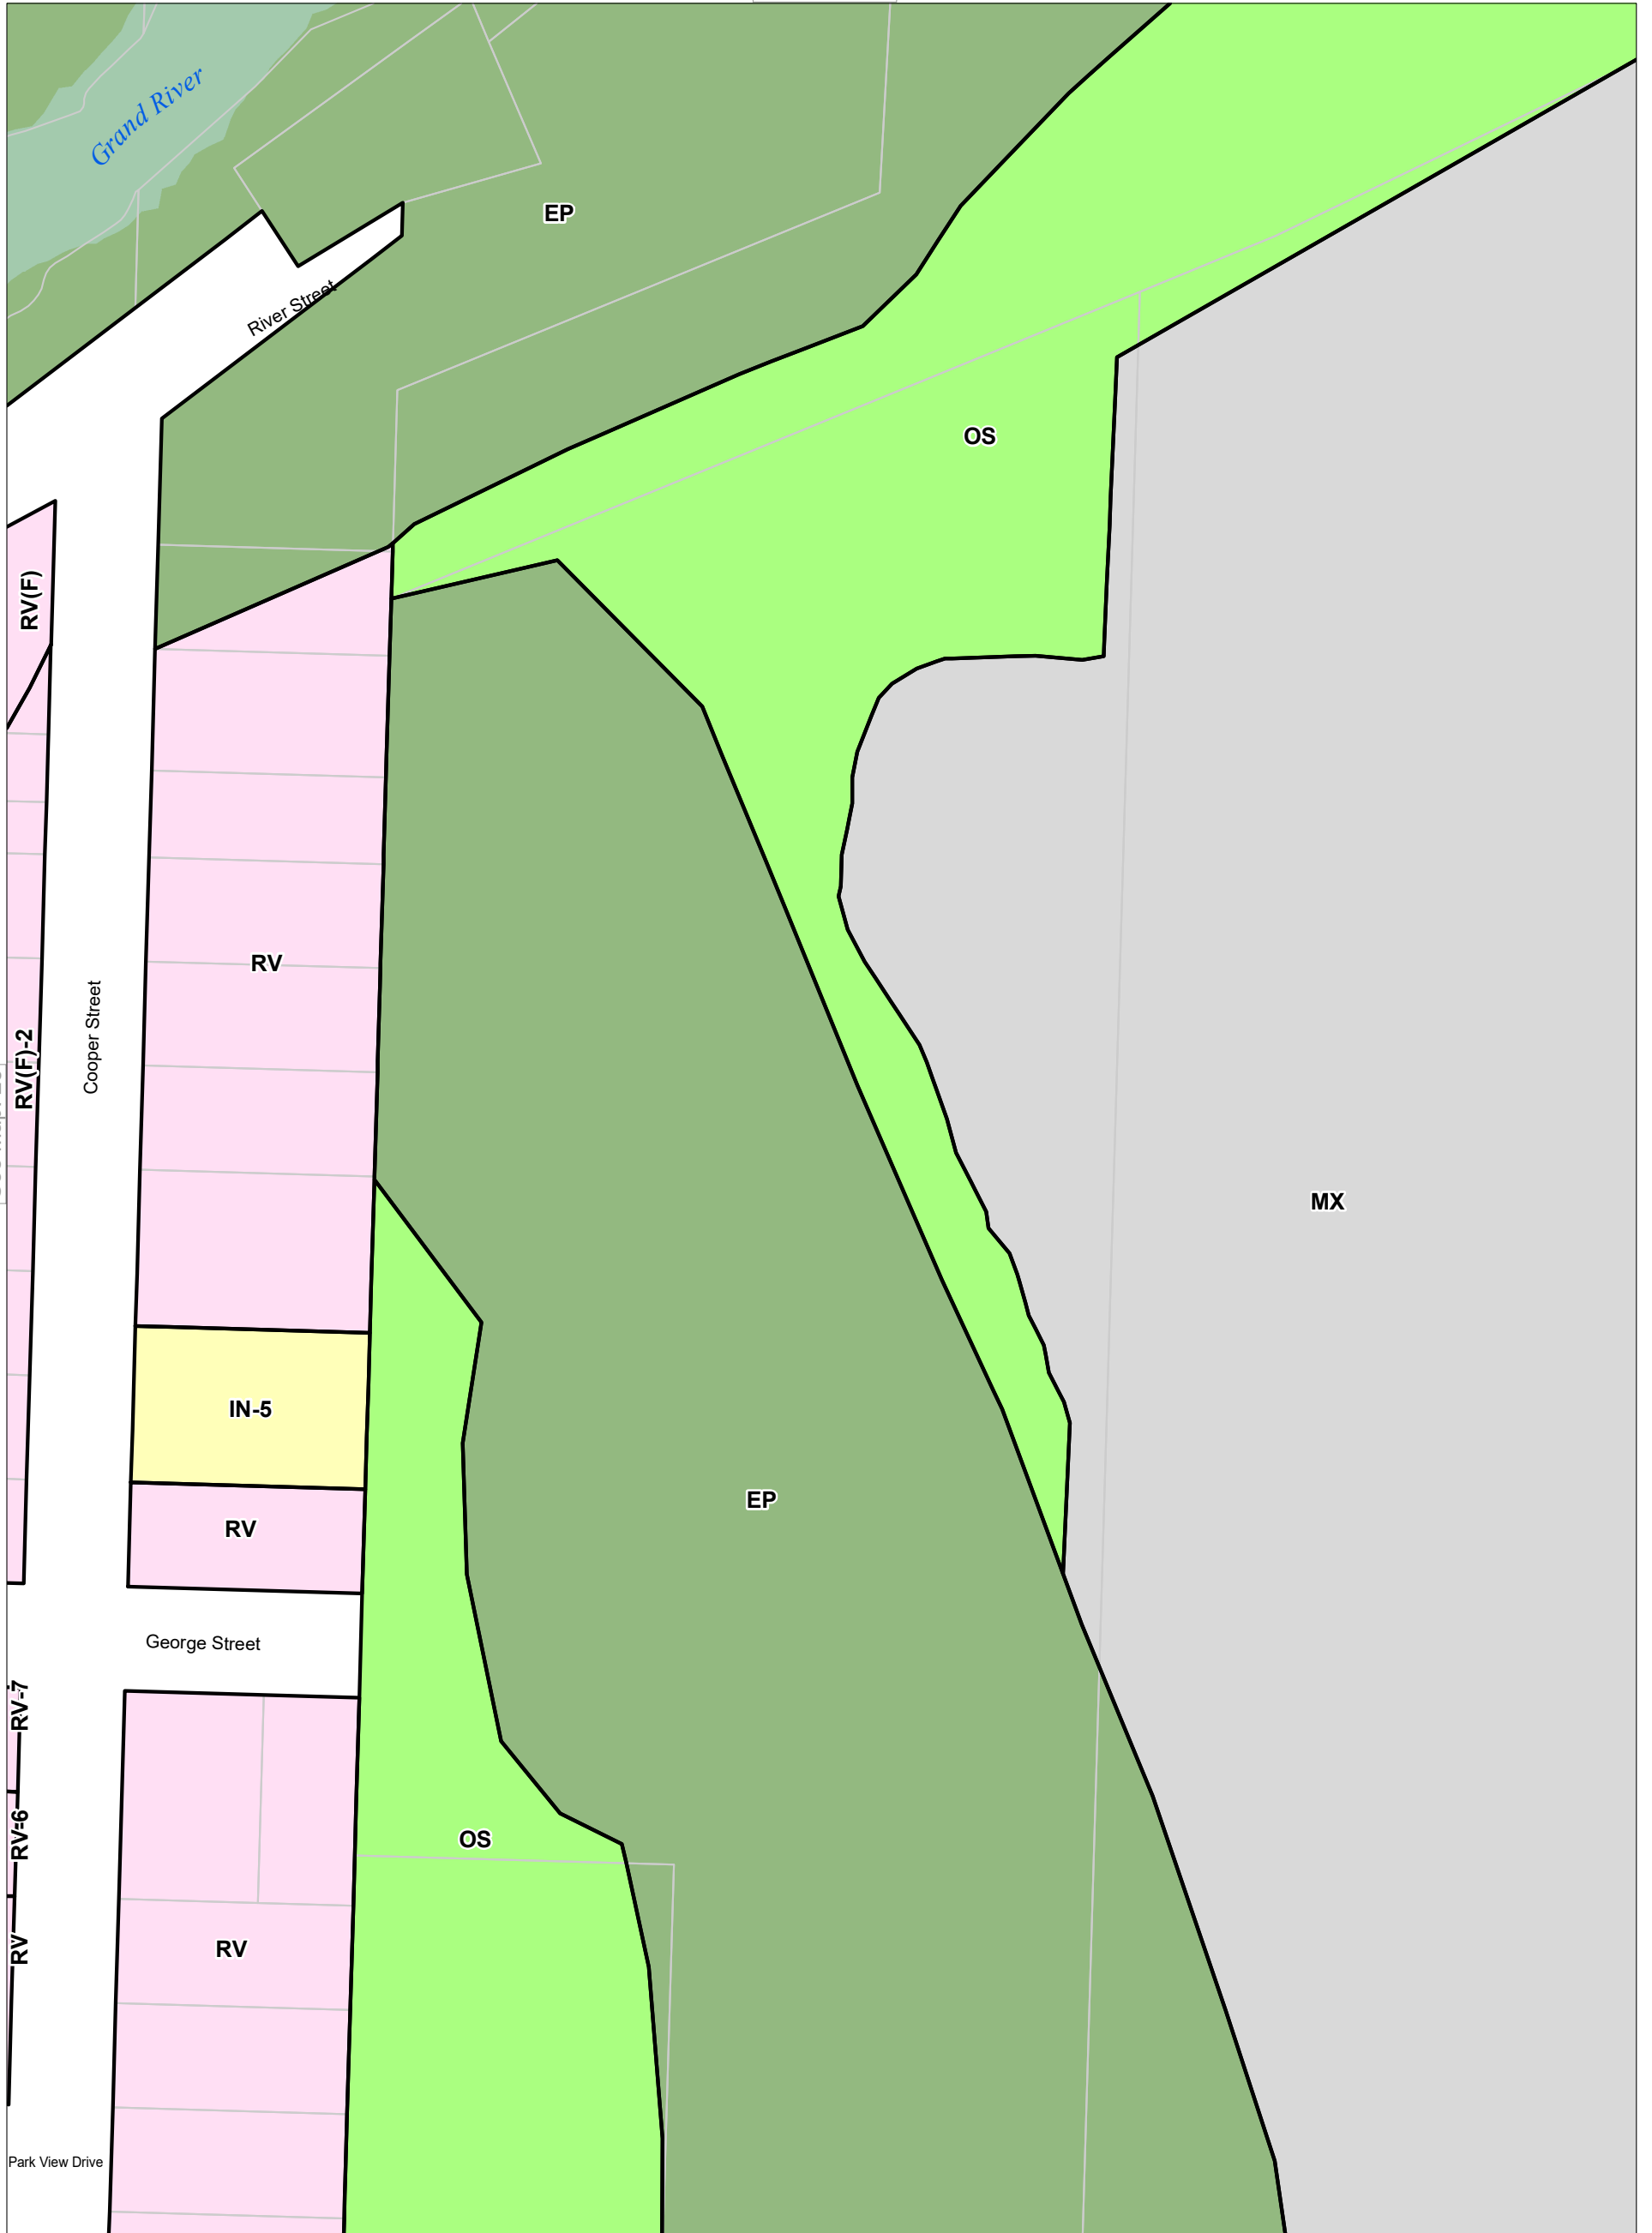 Grand River
EP
River Street
OS
RV(F)
RV
Cooper Street
RV(F)-2
MX
IN-5
EP
RV
George Street
RV-7
RV-6
OS
RV
RV
Park View Drive